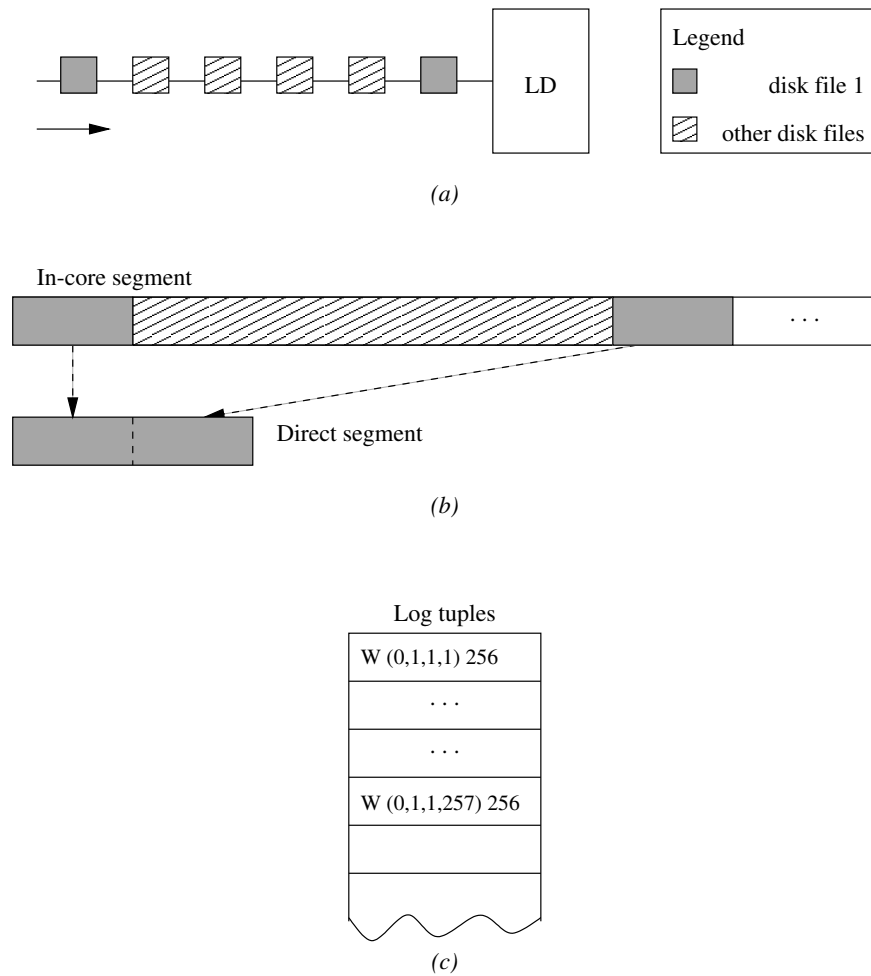 LD
Legend
disk file 1
other disk files
(a)
In-core segment
. . .
Direct segment
(b)
Log tuples
W (0,1,1,1) 256
. . .
. . .
W (0,1,1,257) 256
(c)